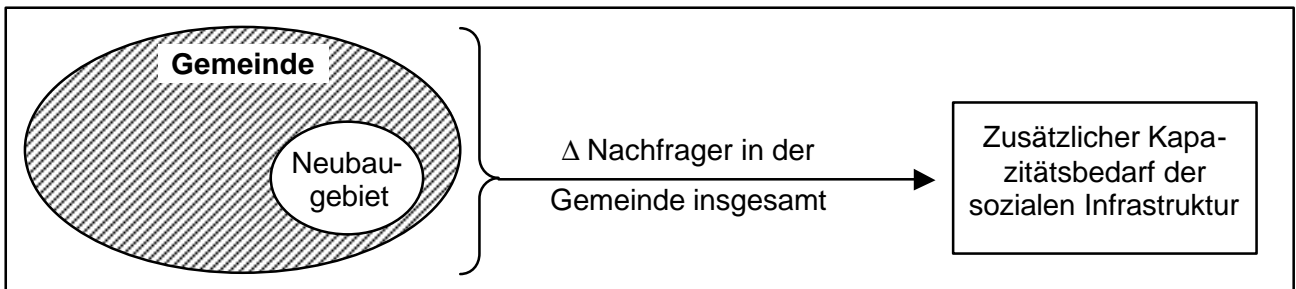 Gemeinde
Neubau-
gebiet
Δ Nachfrager in der
Gemeinde insgesamt
Zusätzlicher Kapa-
zitätsbedarf der
sozialen Infrastruktur